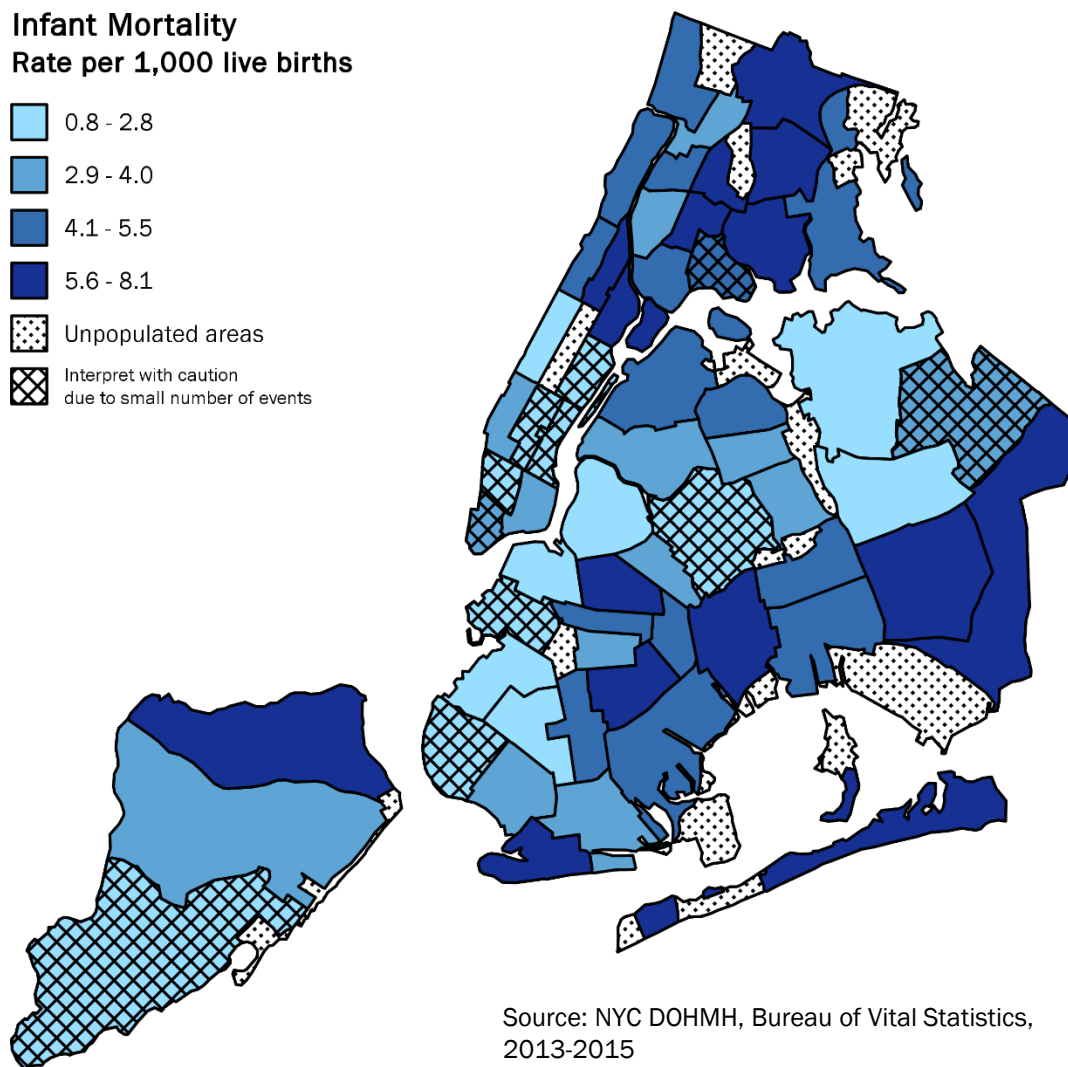 Infant Mortality
Rate per 1,000 live births
0.8 - 2.8
2.9 - 4.0
4.1 - 5.5
5.6 - 8.1
Unpopulated areas
Interpret with caution
due to small number of events
Source: NYC DOHMH, Bureau of Vital Statistics,
2013-2015